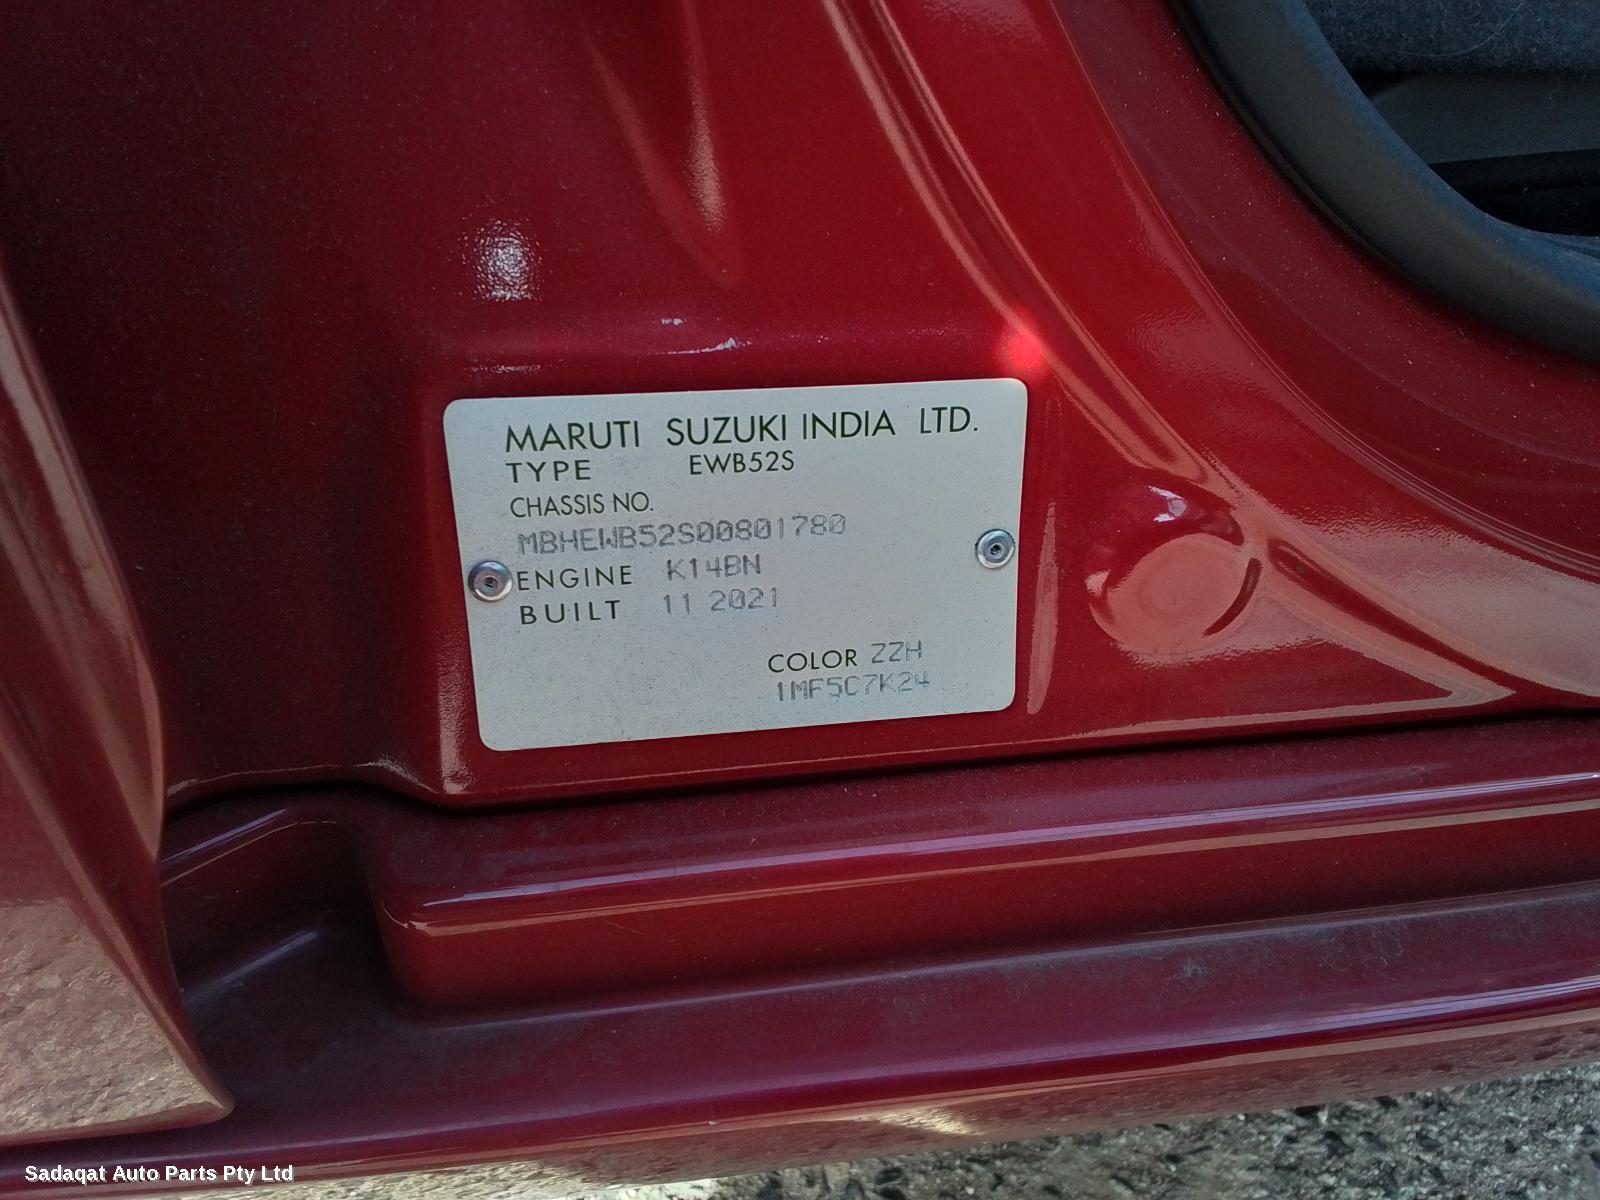 MARUTI SUZUKI INDIA LTD.
TYPE EWB52S
CHASSIS NO.
MBHEWB52S00801780
ENGINE K14BN
BUILT 11 2021
COLOR ZZH
1MF5C7K24
Sadaqat Auto Parts Pty Ltd